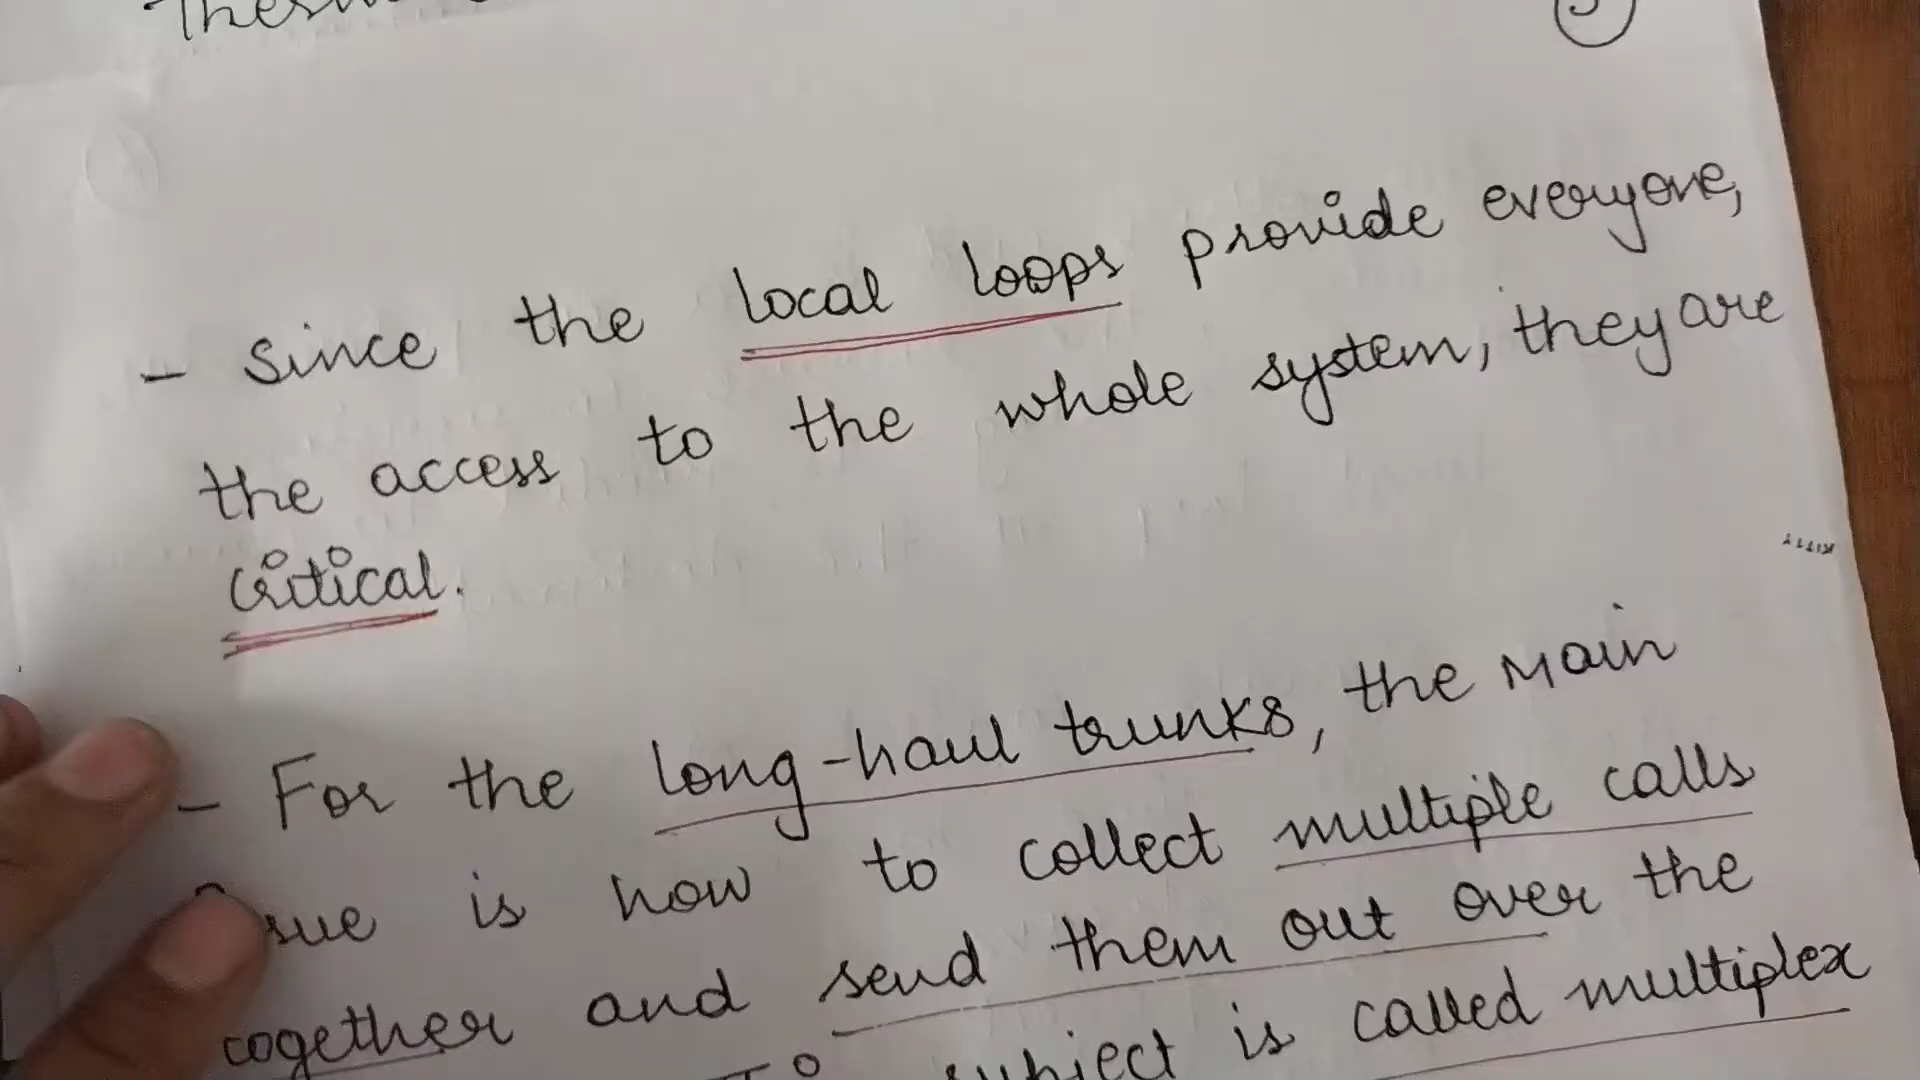 - Since the local loops provide everyone,
the access to the whole system, they are
critical.
KITTY
- For the long-haul trunks, the main
is how to collect multiple calls
together and send them out over the
subject is called multiplex